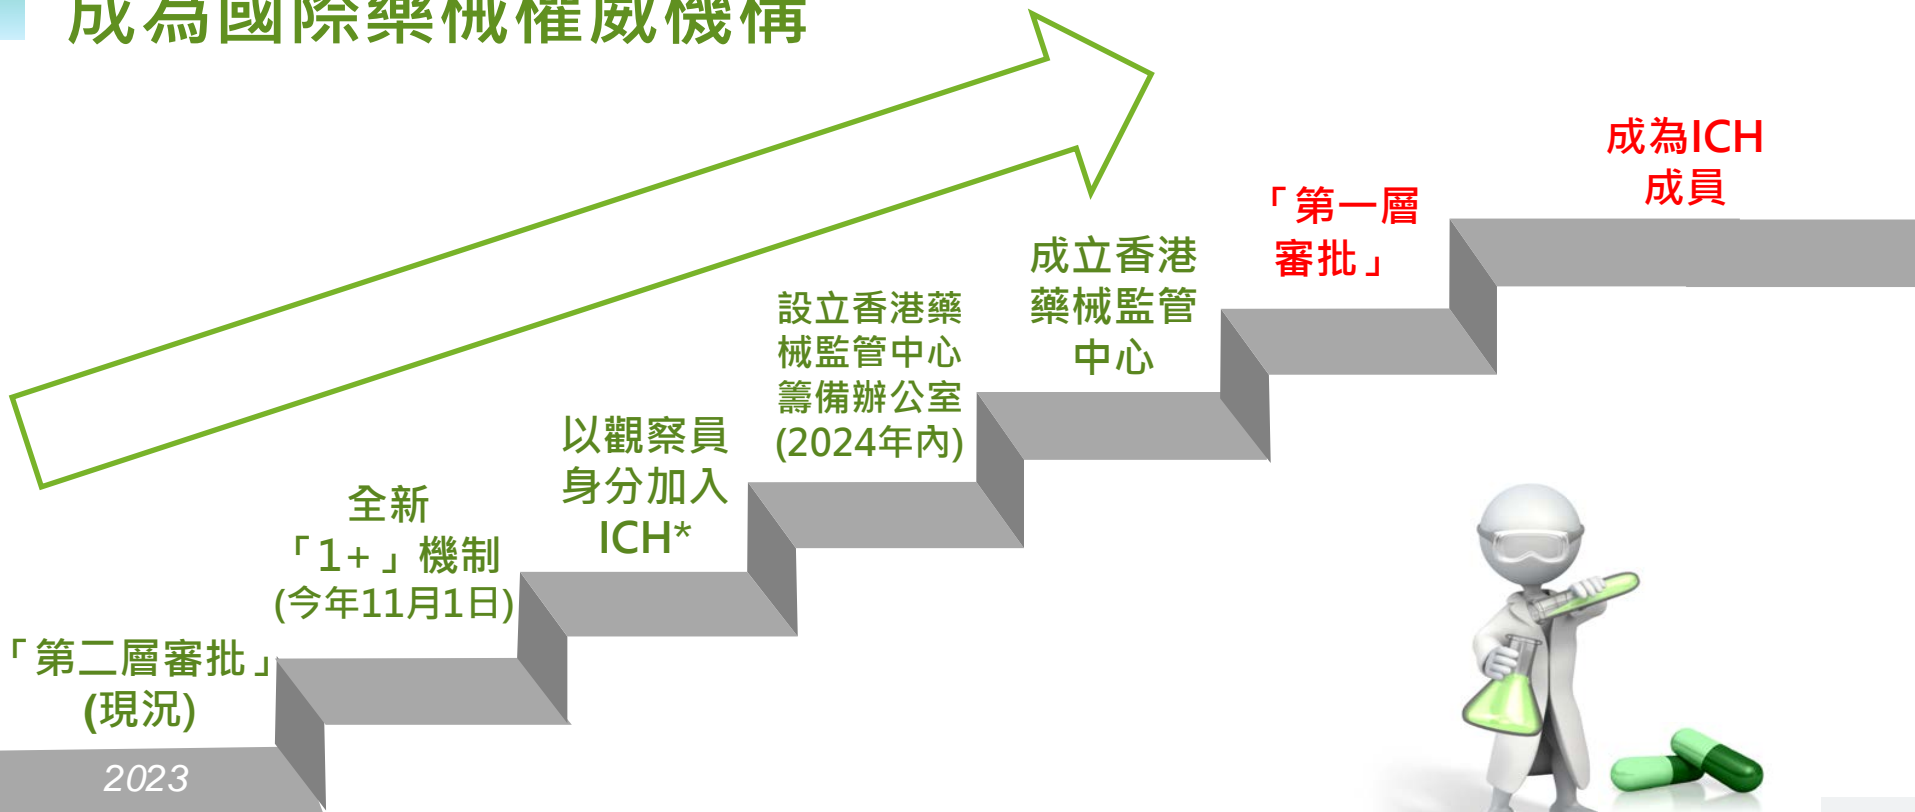 成為國際藥械權威機構
成為ICH
成員
「第一層
審批」
成立香港
藥械監管
中心
設立香港藥
械監管中心
籌備辦公室
(2024年內)
以觀察員
身分加入
ICH*
全新
「1+」機制
(今年11月1日)
「第二層審批」
(現況)
2023